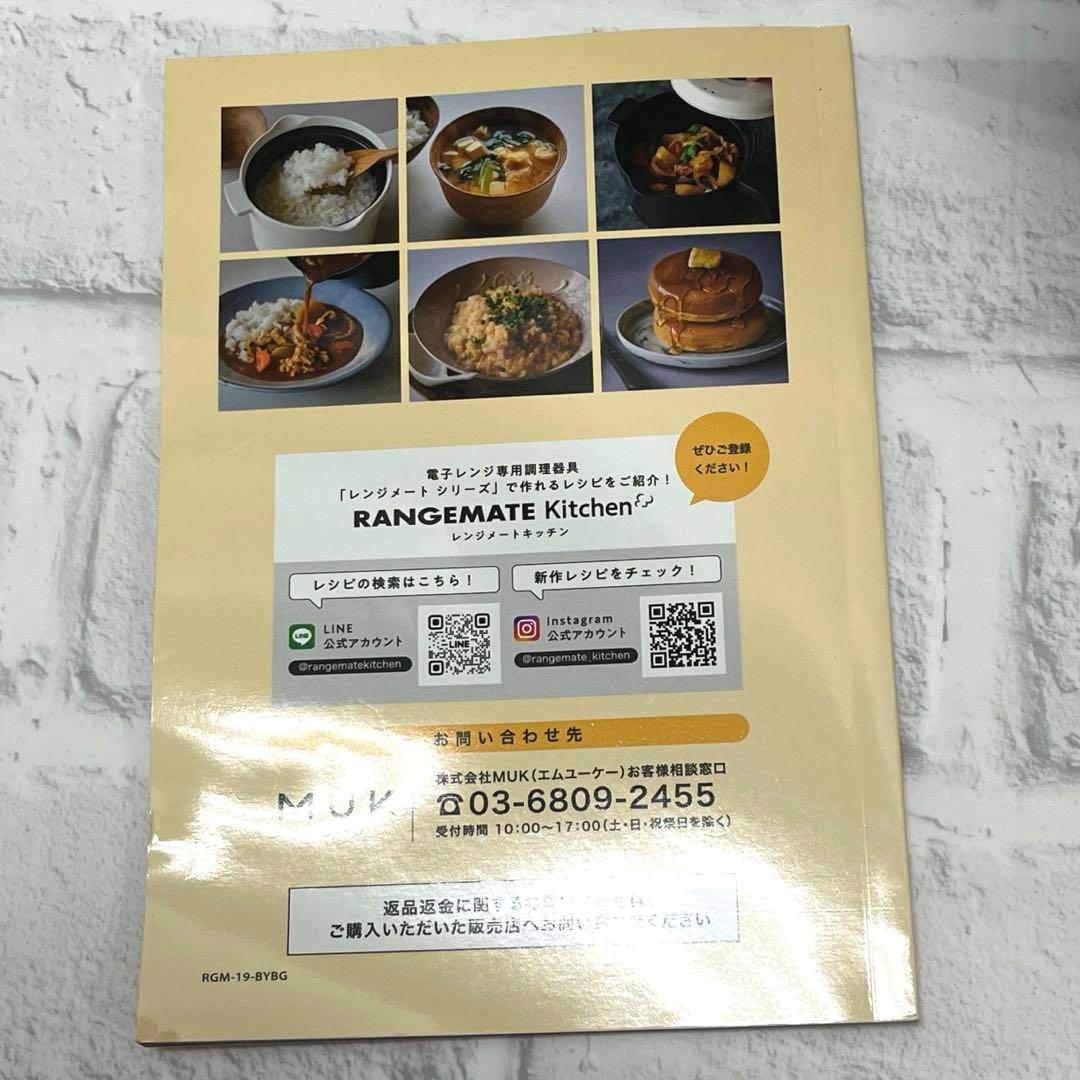 ぜひご登録
ください！
電子レンジ専用調理器具
「レンジメート シリーズ」で作れるレシピをご紹介！
RANGEMATE Kitchen
レンジメートキッチン
レシピの検索はこちら！
LINE
公式アカウント
@rangematekitchen
LINE
新作レシピをチェック！
Instagram
公式アカウント
@rangemate_kitchen
お問い合わせ先
MUK
株式会社MUK（エムユーケー）お客様相談窓口
☎03-6809-2455
受付時間 10:00～17:00（土・日・祝祭日を除く）
返品返金に関する
ご購入いただいた販売店へお問い合わせください
RGM-19-BYBG